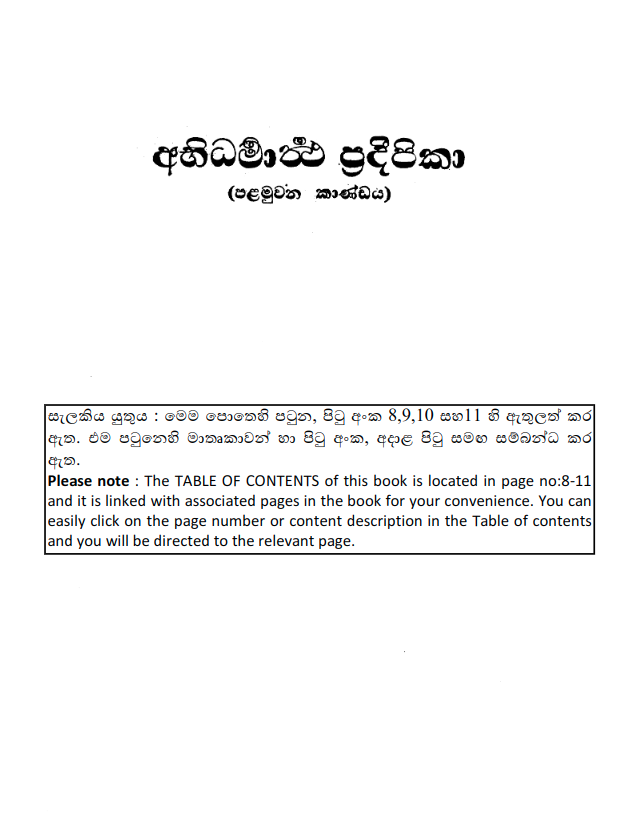 අභිධර්‍මාර්‍ත්‍ථ ප්‍රදීපිකා
(පළමුවන කාණ්ඩය)
සැලකිය යුතුය : මෙම පොතෙහි පටුන, පිටු අංක 8,9,10 සහ11 හි ඇතුලත් කර
ඇත. එම පටුනෙහි මාතෘකාවන් හා පිටු අංක, අදාළ පිටු සමඟ සම්බන්ධ කර
ඇත.
Please note : The TABLE OF CONTENTS of this book is located in page no:8-11
and it is linked with associated pages in the book for your convenience. You can
easily click on the page number or content description in the Table of contents
and you will be directed to the relevant page.